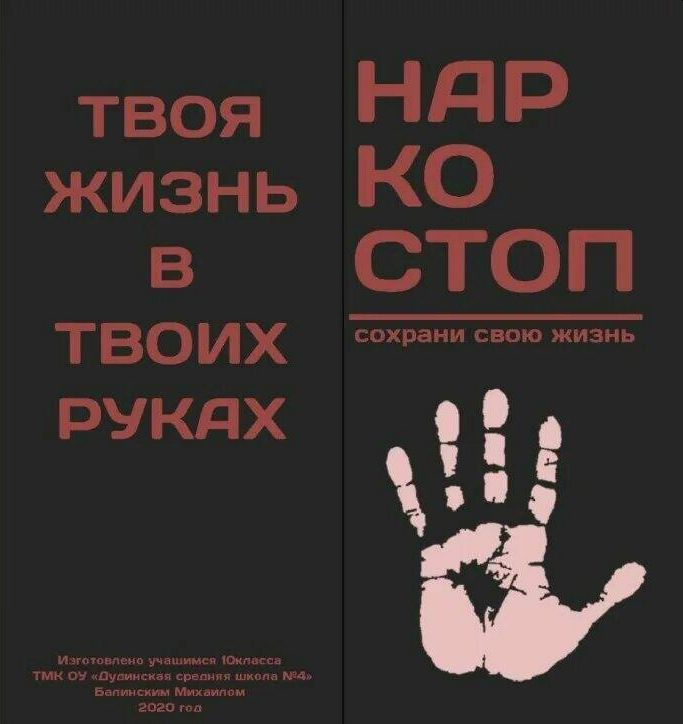 ТВОЯ
ЖИЗНЬ
В
ТВОИХ
РУКАХ
Изготовлено учашимся 10класса
ТМК ОУ «Дудинская средняя школа №4»
Балинским Михаилом
2020 год
НАР
КО
СТОП
сохрани свою жизнь